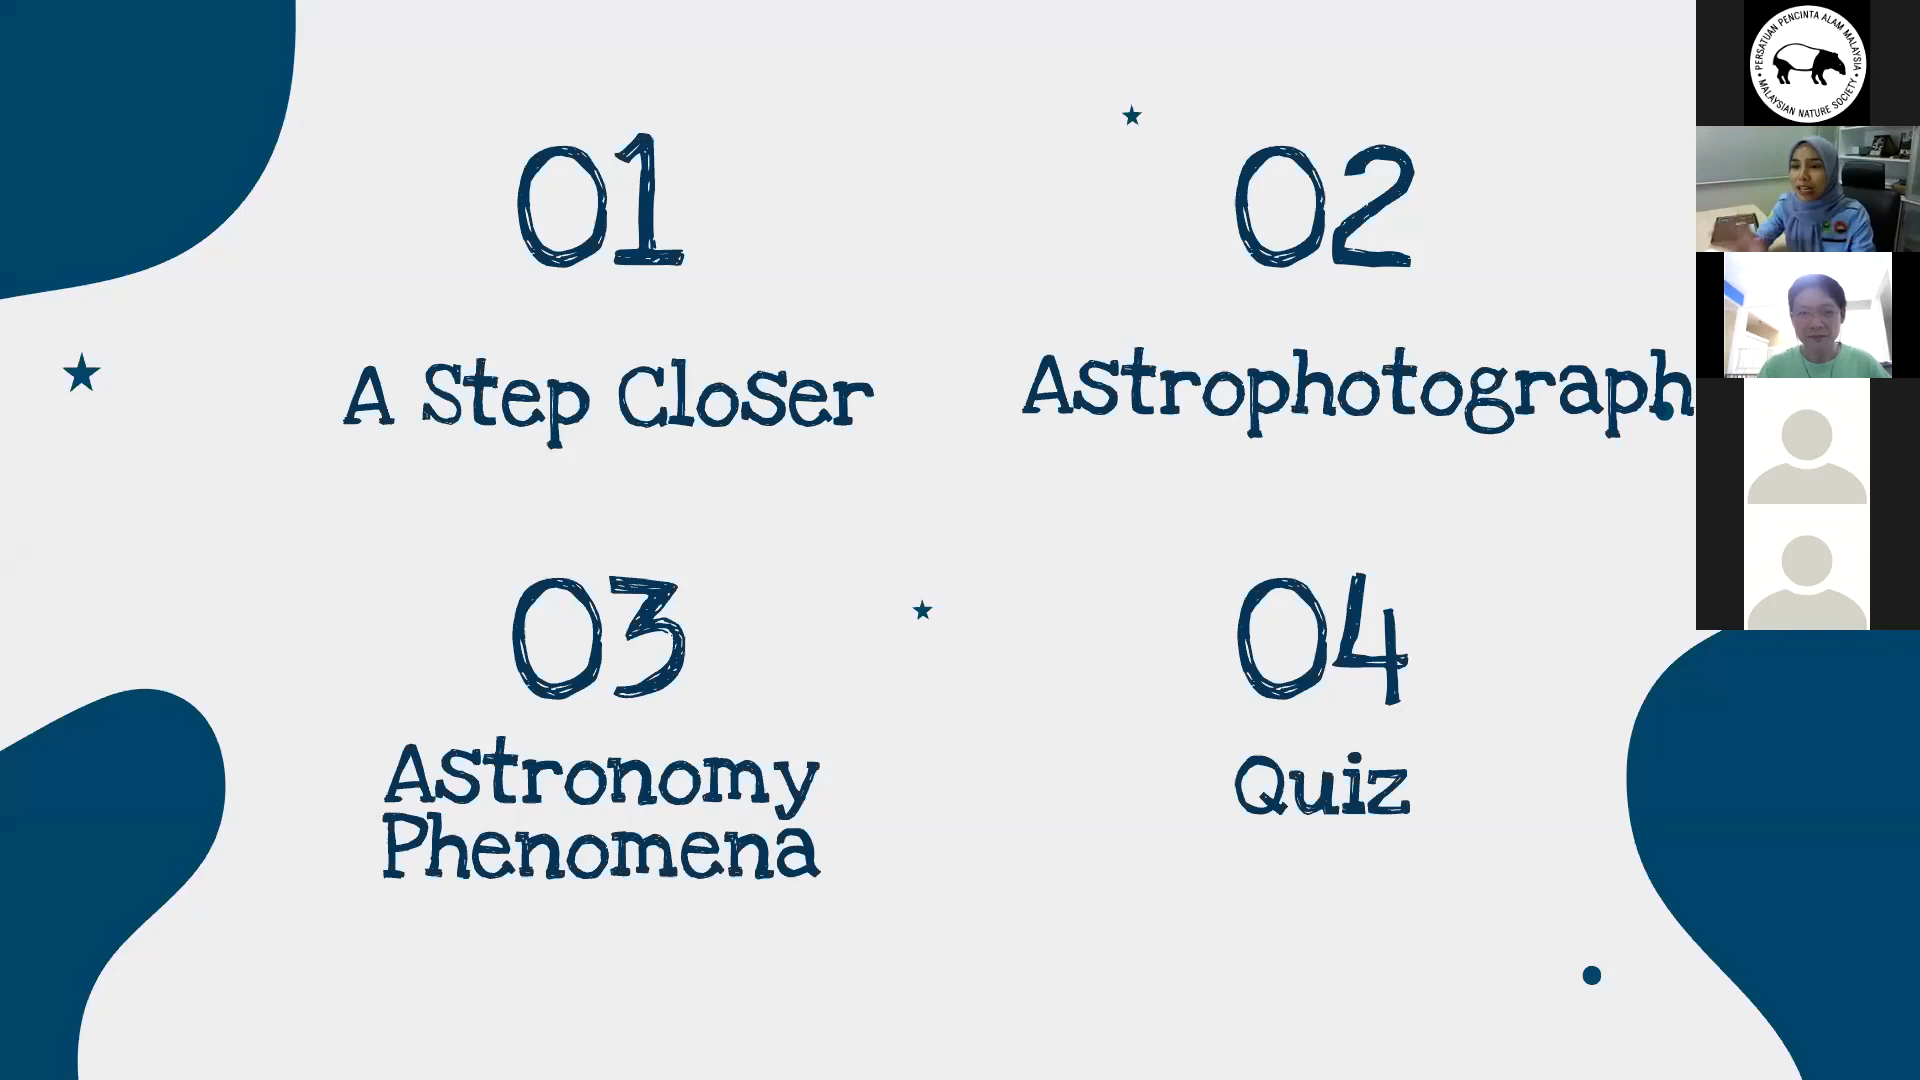 01
02
A Step Closer
Astrophotograph
03
04
Astronomy
Phenomena
Quiz
PERSATUAN PENCINTA ALAM MALAYSIA
MALAYSIAN NATURE SOCIETY